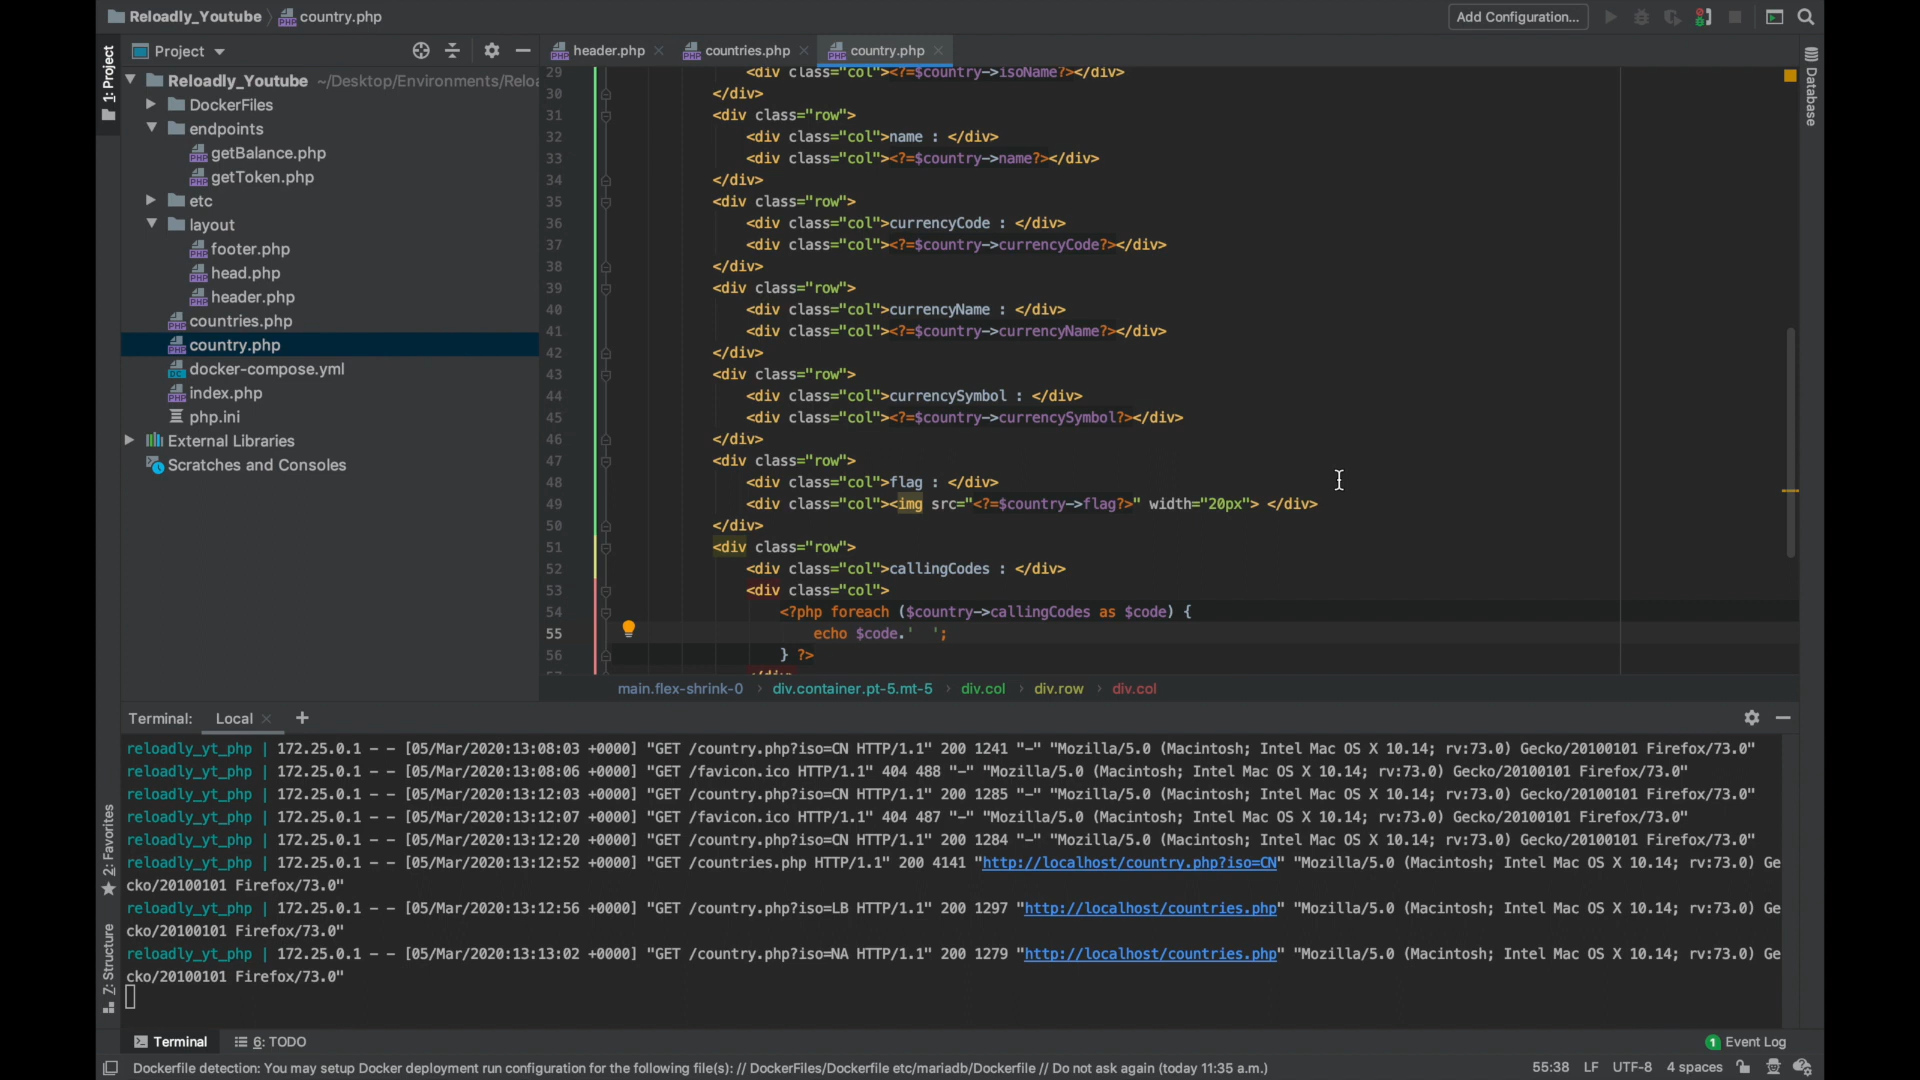 Reloadly_Youtube country.php Add Configuration...
Project header.php countries.php country.php
1: Project
Reloadly_Youtube ~/Desktop/Environments/Reloa
DockerFiles
endpoints
getBalance.php
getToken.php
etc
layout
footer.php
head.php
header.php
countries.php
country.php
docker-compose.yml
index.php
php.ini
External Libraries
Scratches and Consoles
29 <div class="col"><?=$country->isoName?></div>
30 </div>
31 <div class="row">
32 <div class="col">name : </div>
33 <div class="col"><?=$country->name?></div>
34 </div>
35 <div class="row">
36 <div class="col">currencyCode : </div>
37 <div class="col"><?=$country->currencyCode?></div>
38 </div>
39 <div class="row">
40 <div class="col">currencyName : </div>
41 <div class="col"><?=$country->currencyName?></div>
42 </div>
43 <div class="row">
44 <div class="col">currencySymbol : </div>
45 <div class="col"><?=$country->currencySymbol?></div>
46 </div>
47 <div class="row">
48 <div class="col">flag : </div>
49 <div class="col"><img src="<?=$country->flag?>" width="20px"> </div>
50 </div>
51 <div class="row">
52 <div class="col">callingCodes : </div>
53 <div class="col">
54 <?php foreach ($country->callingCodes as $code) {
55 echo $code.'  ';
56 } ?>
Database
main.flex-shrink-0 › div.container.pt-5.mt-5 › div.col › div.row › div.col
Terminal: Local
reloadly_yt_php | 172.25.0.1 - - [05/Mar/2020:13:08:03 +0000] "GET /country.php?iso=CN HTTP/1.1" 200 1241 "-" "Mozilla/5.0 (Macintosh; Intel Mac OS X 10.14; rv:73.0) Gecko/20100101 Firefox/73.0"
reloadly_yt_php | 172.25.0.1 - - [05/Mar/2020:13:08:06 +0000] "GET /favicon.ico HTTP/1.1" 404 488 "-" "Mozilla/5.0 (Macintosh; Intel Mac OS X 10.14; rv:73.0) Gecko/20100101 Firefox/73.0"
reloadly_yt_php | 172.25.0.1 - - [05/Mar/2020:13:12:03 +0000] "GET /country.php?iso=CN HTTP/1.1" 200 1285 "-" "Mozilla/5.0 (Macintosh; Intel Mac OS X 10.14; rv:73.0) Gecko/20100101 Firefox/73.0"
reloadly_yt_php | 172.25.0.1 - - [05/Mar/2020:13:12:07 +0000] "GET /favicon.ico HTTP/1.1" 404 487 "-" "Mozilla/5.0 (Macintosh; Intel Mac OS X 10.14; rv:73.0) Gecko/20100101 Firefox/73.0"
reloadly_yt_php | 172.25.0.1 - - [05/Mar/2020:13:12:20 +0000] "GET /country.php?iso=CN HTTP/1.1" 200 1284 "-" "Mozilla/5.0 (Macintosh; Intel Mac OS X 10.14; rv:73.0) Gecko/20100101 Firefox/73.0"
reloadly_yt_php | 172.25.0.1 - - [05/Mar/2020:13:12:52 +0000] "GET /countries.php HTTP/1.1" 200 4141 "http://localhost/country.php?iso=CN" "Mozilla/5.0 (Macintosh; Intel Mac OS X 10.14; rv:73.0) Ge
cko/20100101 Firefox/73.0"
reloadly_yt_php | 172.25.0.1 - - [05/Mar/2020:13:12:56 +0000] "GET /country.php?iso=LB HTTP/1.1" 200 1297 "http://localhost/countries.php" "Mozilla/5.0 (Macintosh; Intel Mac OS X 10.14; rv:73.0) Ge
cko/20100101 Firefox/73.0"
reloadly_yt_php | 172.25.0.1 - - [05/Mar/2020:13:13:02 +0000] "GET /country.php?iso=NA HTTP/1.1" 200 1279 "http://localhost/countries.php" "Mozilla/5.0 (Macintosh; Intel Mac OS X 10.14; rv:73.0) Ge
cko/20100101 Firefox/73.0"
2: Favorites
Z: Structure
Terminal 6: TODO 1 Event Log
Dockerfile detection: You may setup Docker deployment run configuration for the following file(s): // DockerFiles/Dockerfile etc/mariadb/Dockerfile // Do not ask again (today 11:35 a.m.) 55:38 LF UTF-8 4 spaces